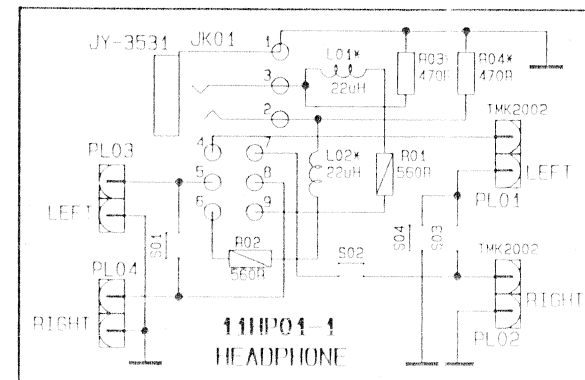 JY-3531 JK01
1
L01*
R03*
470R
R04*
470R
3
22uH
2
TMK2002
4
7
PL03
L02*
22uH
R01
560R
5
8
LEFT
LEFT
6
9
PL01
S01
R02
560R
S02
S04
S03
TMK2002
PL04
RIGHT
RIGHT
11HP01-1
HEADPHONE
PL02